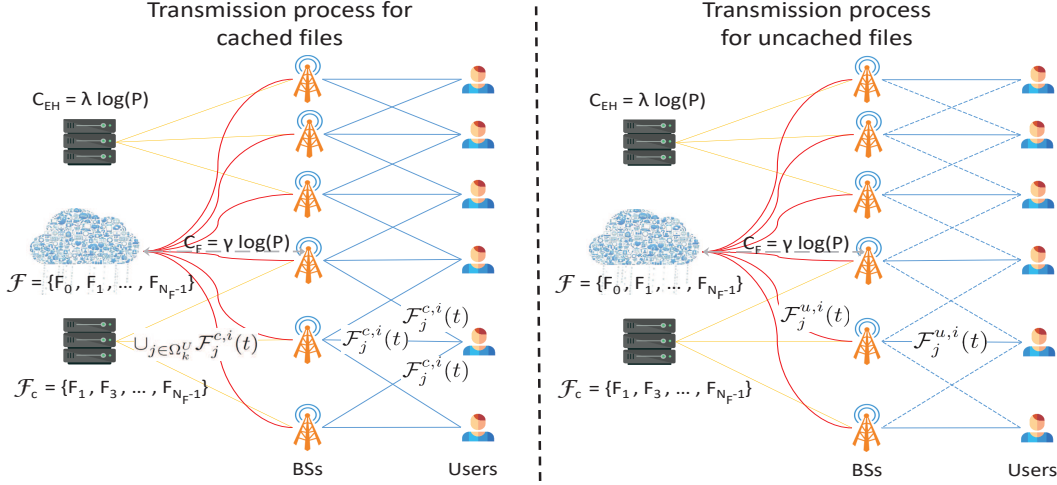 Transmission process for
cached files
C_EH = λ log(P)
C_F = γ log(P)
ℱ = {F_0 , F_1 , ... , F_{N_F-1}}
∪_{j∈Ω_k^U} ℱ_j^{c,i}(t)
ℱ_j^{c,i}(t)
ℱ_j^{c,i}(t)
ℱ_j^{c,i}(t)
ℱ_c = {F_1 , F_3 , ... , F_{N_F-1}}
BSs
Users
Transmission process
for uncached files
C_EH = λ log(P)
C_F = γ log(P)
ℱ = {F_0 , F_1 , ... , F_{N_F-1}}
ℱ_j^{u,i}(t)
ℱ_j^{u,i}(t)
ℱ_c = {F_1 , F_3 , ... , F_{N_F-1}}
BSs
Users